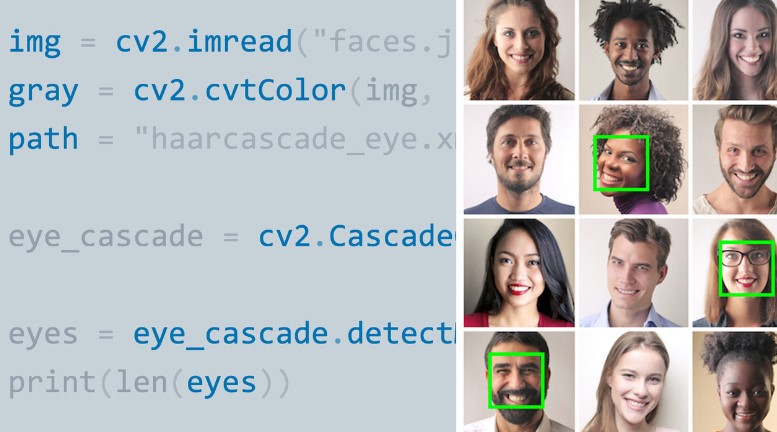 img = cv2.imread("faces.j
gray = cv2.cvtColor(img,
path = "haarcascade_eye.x
eye_cascade = cv2.Cascade
eyes = eye_cascade.detect
print(len(eyes))